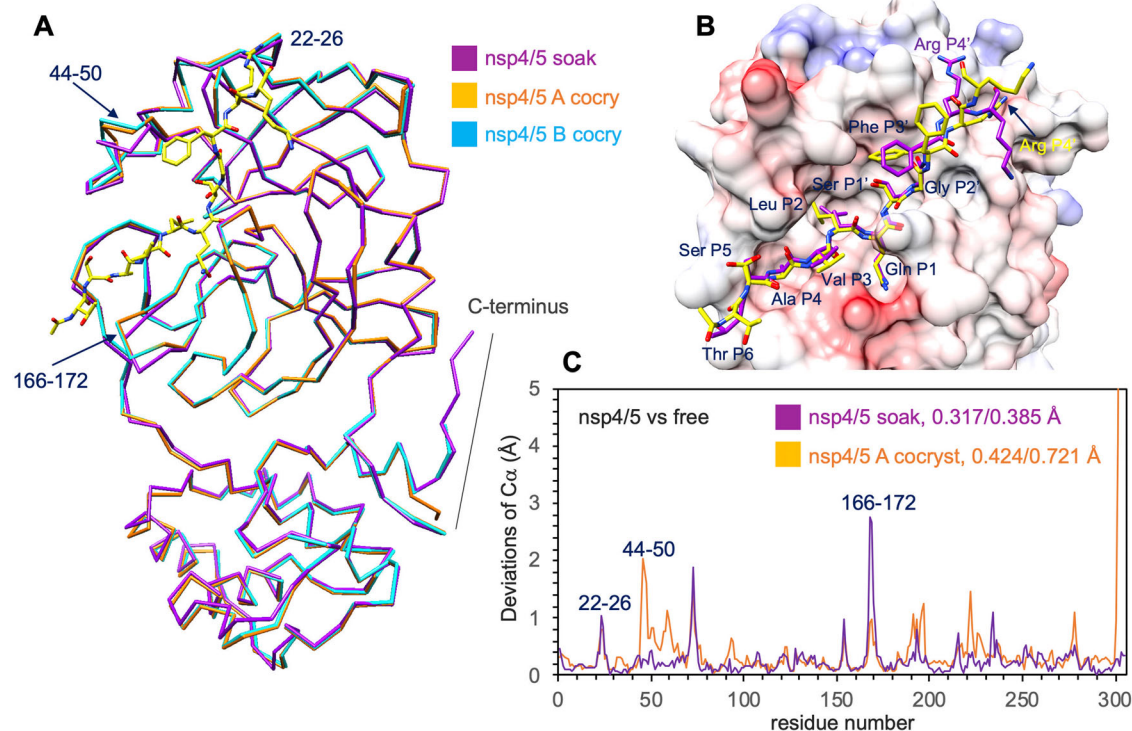 A
22-26
44-50
nsp4/5 soak
nsp4/5 A cocry
nsp4/5 B cocry
C-terminus
166-172
B
Arg P4'
Phe P3'
Arg P4'
Ser P1'
Gly P2'
Leu P2
Ser P5
Gln P1
Val P3
Ala P4
Thr P6
C
nsp4/5 vs free
nsp4/5 soak, 0.317/0.385 Å
nsp4/5 A cocryst, 0.424/0.721 Å
166-172
44-50
22-26
Deviations of Cα (Å)
5
4
3
2
1
0
0 50 100 150 200 250 300
residue number